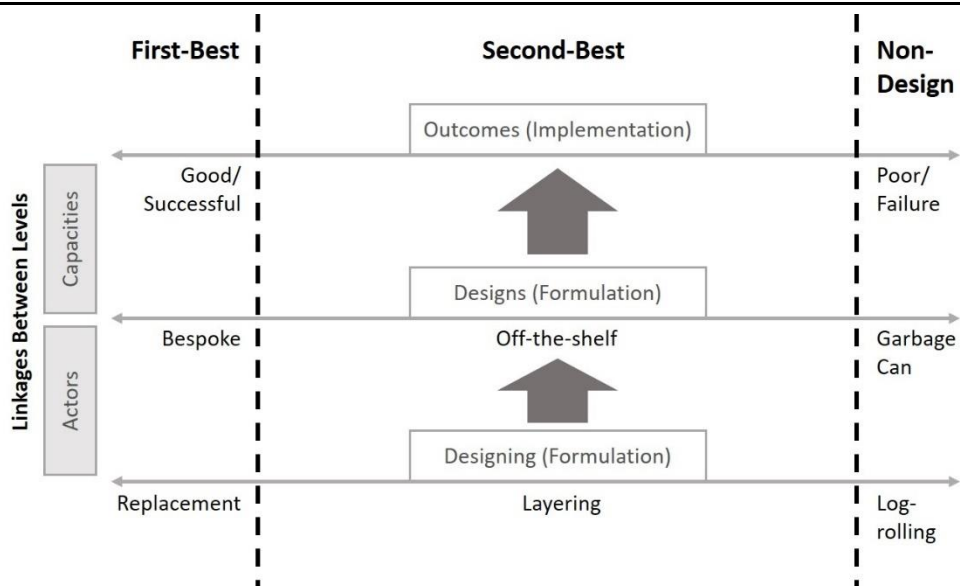 First-Best
Second-Best
Non-
Design
Outcomes (Implementation)
Good/
Successful
Poor/
Failure
Linkages Between Levels
Capacities
Actors
Designs (Formulation)
Bespoke
Off-the-shelf
Garbage
Can
Designing (Formulation)
Replacement
Layering
Log-
rolling